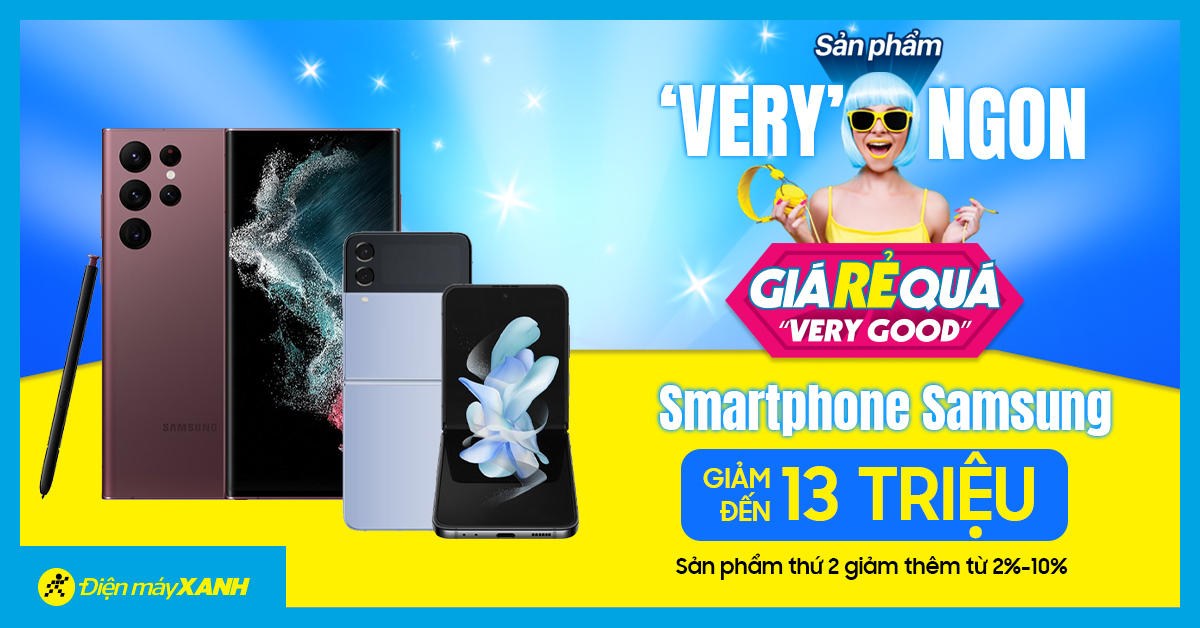 Sản phẩm
'VERY' NGON
GIÁ RẺ QUÁ
"VERY GOOD"
Smartphone Samsung
GIẢM
ĐẾN
13 TRIỆU
Sản phẩm thứ 2 giảm thêm từ 2%-10%
SAMSUNG
Điện máy XANH